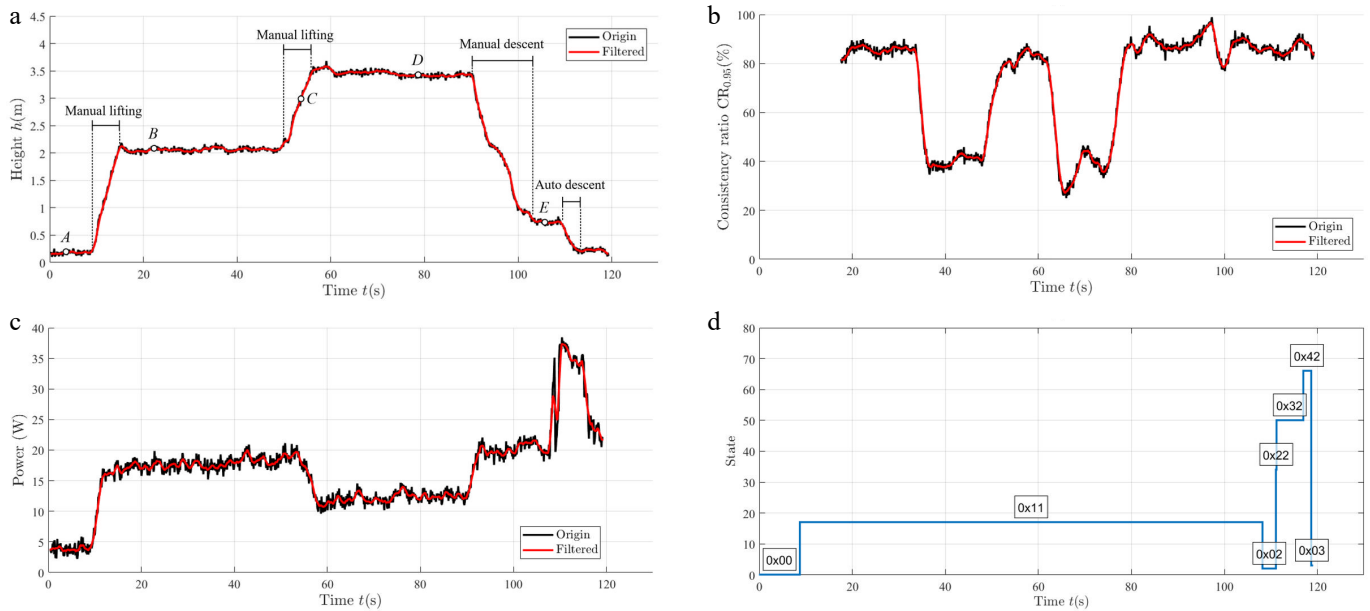 a
Height h(m)
4.5
4
3.5
3
2.5
2
1.5
1
0.5
0
Manual lifting
Manual lifting
Manual descent
Auto descent
A
B
C
D
E
Origin
Filtered
0 20 40 60 80 100 120
Time t(s)
b
Consistency ratio CR0.95(%)
100
80
60
40
20
0
Origin
Filtered
0 20 40 60 80 100 120
Time t(s)
c
Power (W)
40
35
30
25
20
15
10
5
0
Origin
Filtered
0 20 40 60 80 100 120
Time t(s)
d
State
80
70
60
50
40
30
20
10
0
0x00
0x11
0x02
0x22
0x32
0x42
0x03
0 20 40 60 80 100 120
Time t(s)